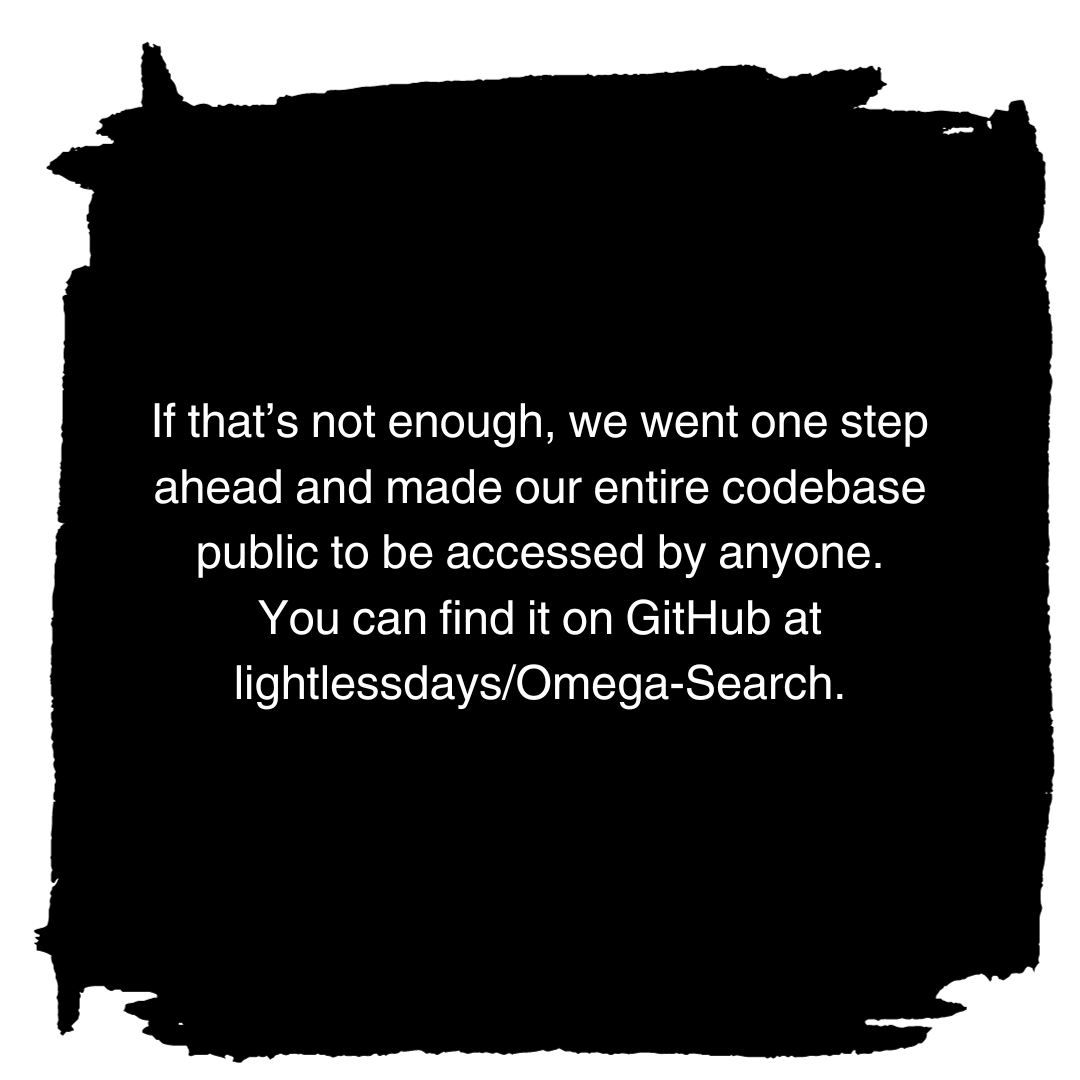 If that’s not enough, we went one step
ahead and made our entire codebase
public to be accessed by anyone.
You can find it on GitHub at
lightlessdays/Omega-Search.